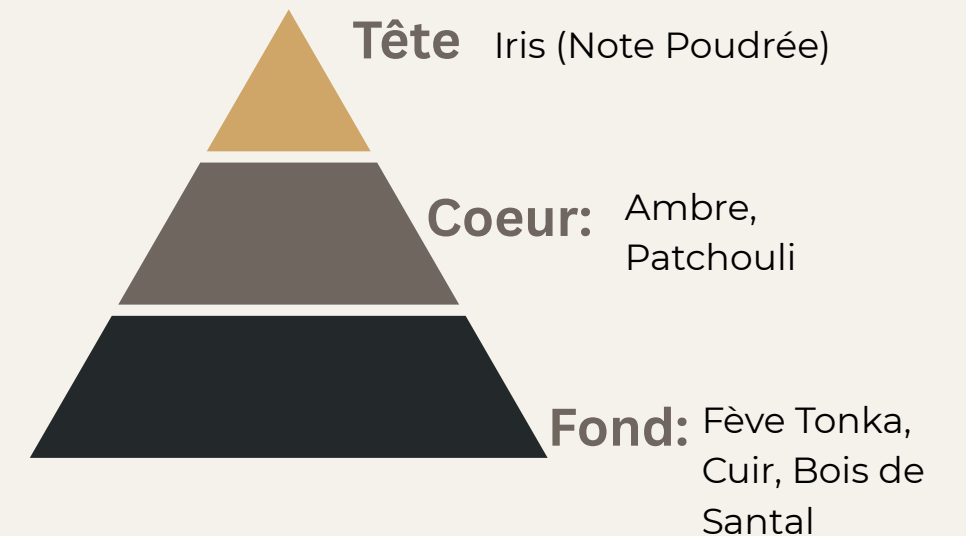 Tête Iris (Note Poudrée)
Coeur: Ambre,
Patchouli
Fond: Fève Tonka,
Cuir, Bois de
Santal